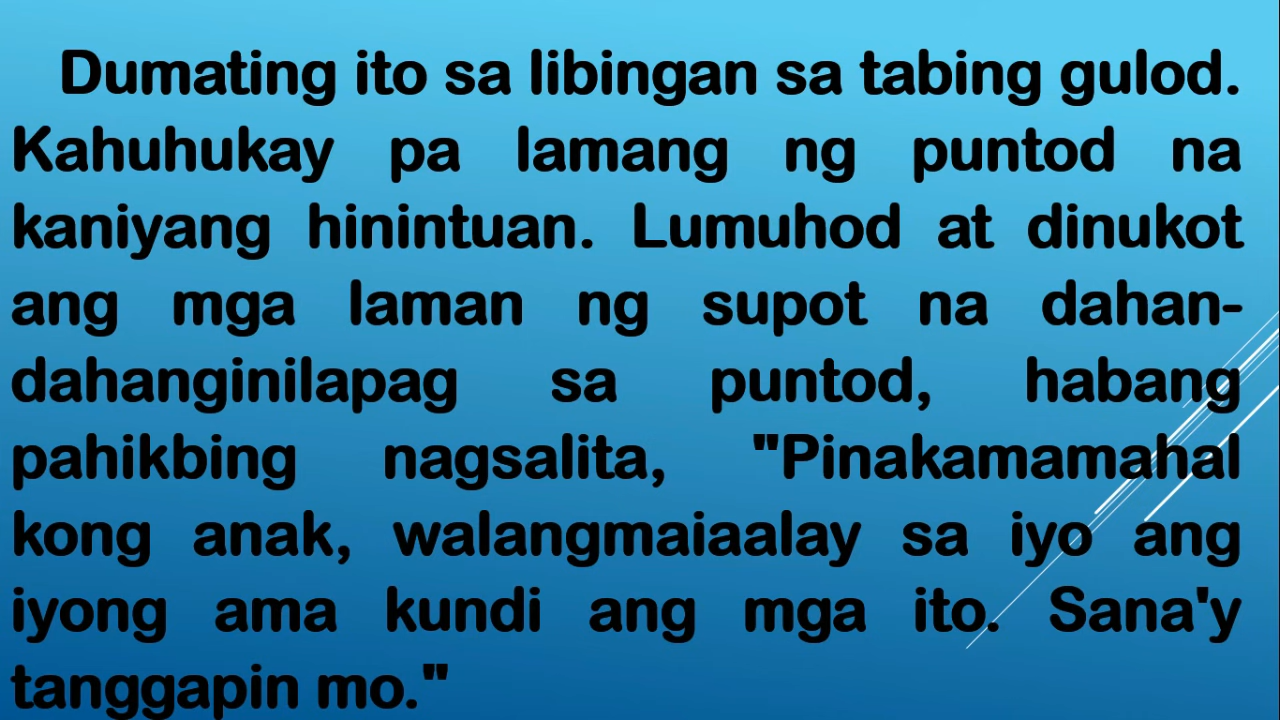 Dumating ito sa libingan sa tabing gulod.
Kahuhukay pa lamang ng puntod na
kaniyang hinintuan. Lumuhod at dinukot
ang mga laman ng supot na dahan-
dahanginilapag sa puntod, habang
pahikbing nagsalita, "Pinakamamahal
kong anak, walangmaiaalay sa iyo ang
iyong ama kundi ang mga ito. Sana'y
tanggapin mo."